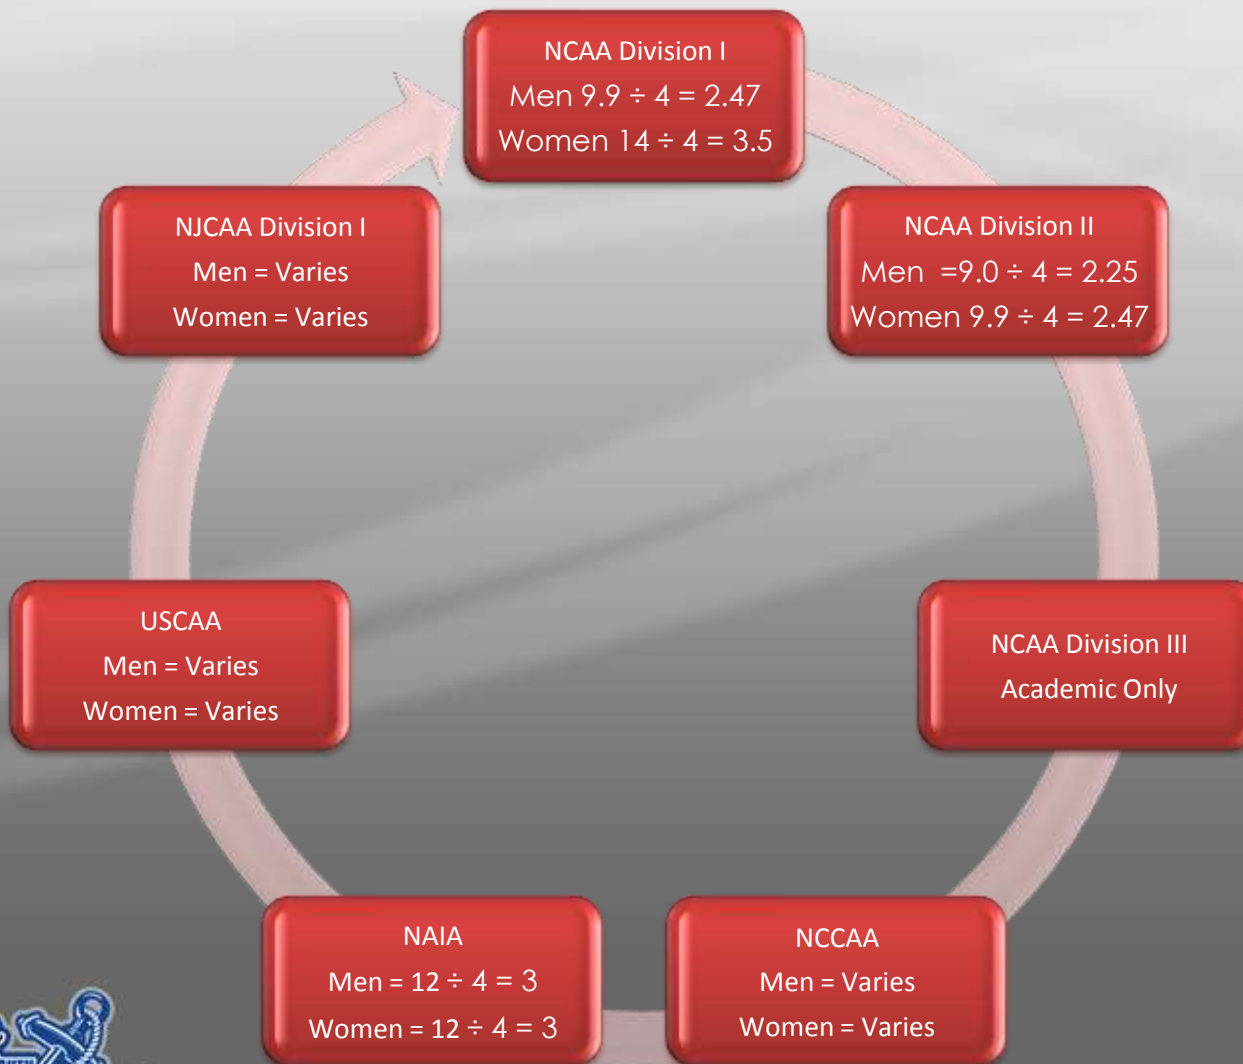 NCAA Division I
Men 9.9 ÷ 4 = 2.47
Women 14 ÷ 4 = 3.5
NCAA Division II
Men  =9.0 ÷ 4 = 2.25
Women 9.9 ÷ 4 = 2.47
NCAA Division III
Academic Only
NCCAA
Men = Varies
Women = Varies
NAIA
Men = 12 ÷ 4 = 3
Women = 12 ÷ 4 = 3
USCAA
Men = Varies
Women = Varies
NJCAA Division I
Men = Varies
Women = Varies